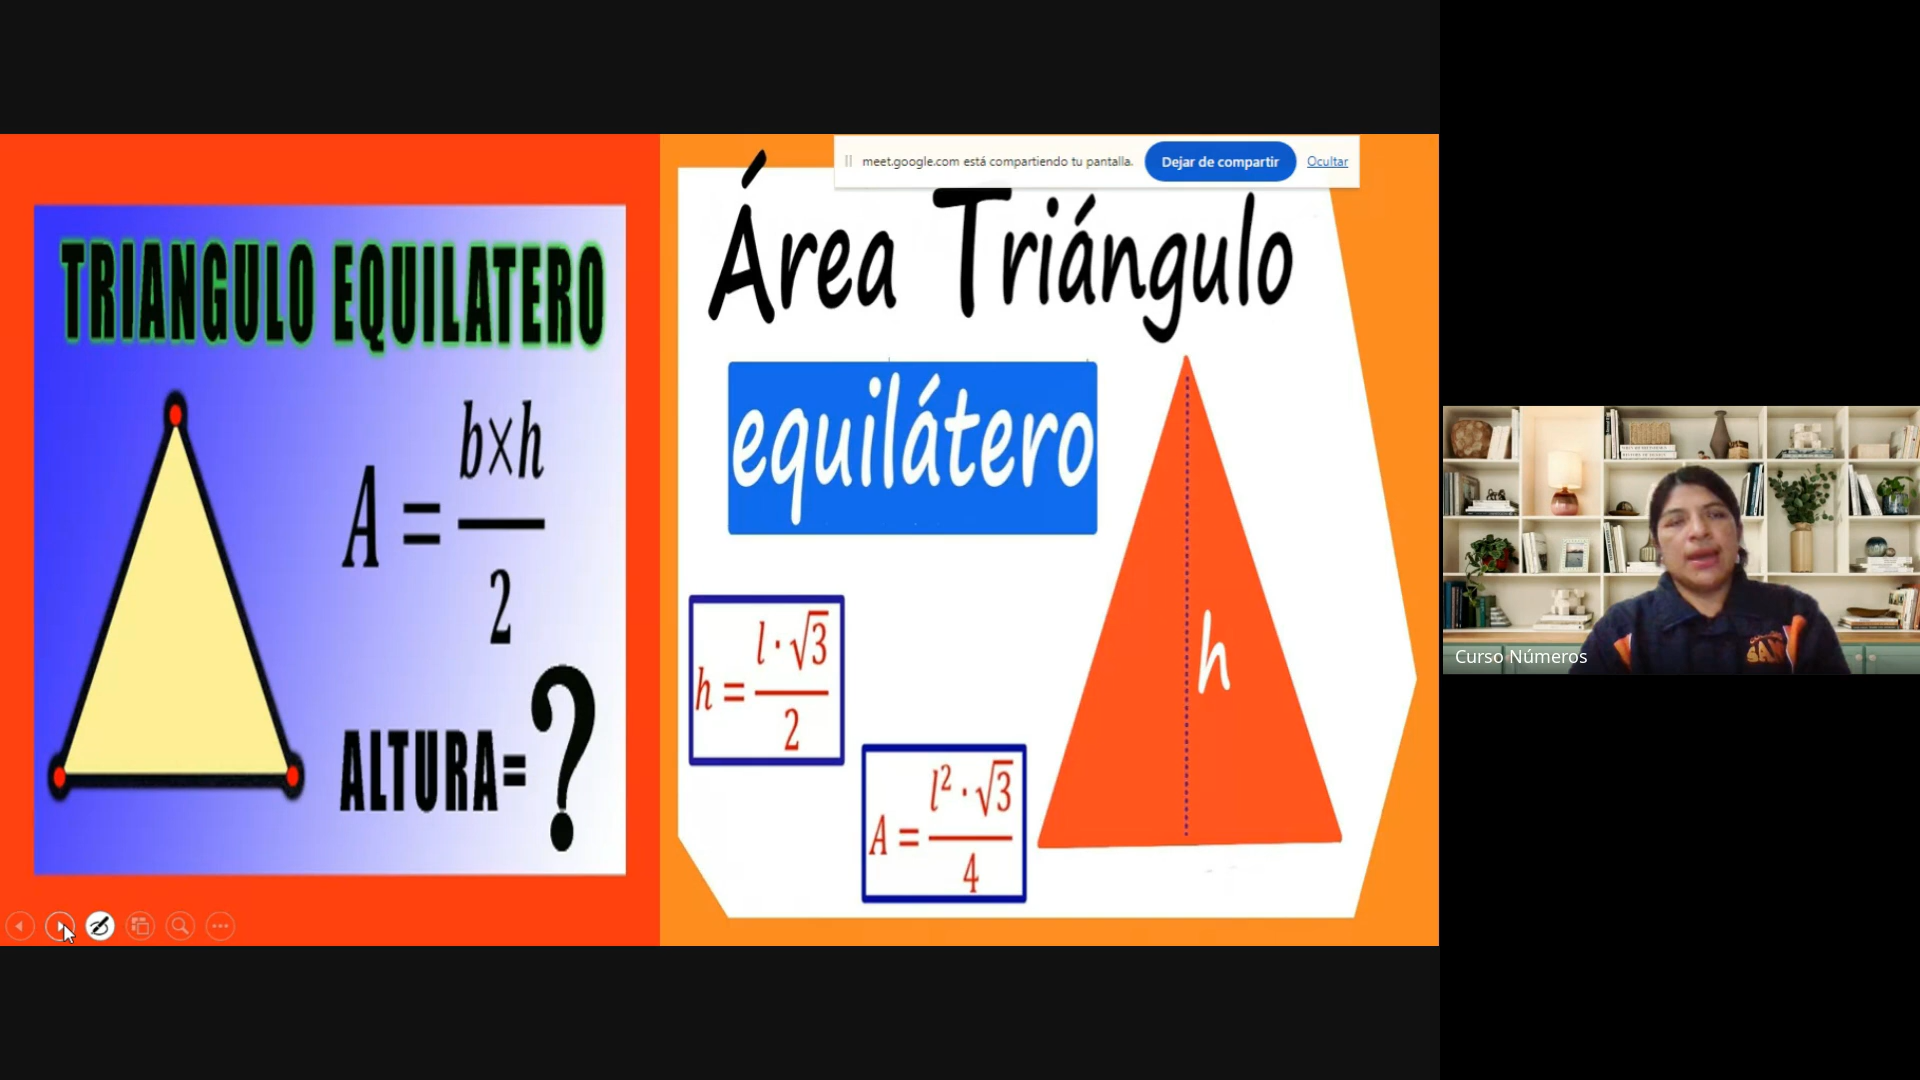 meet.google.com está compartiendo tu pantalla.
Dejar de compartir
Ocultar
TRIANGULO EQUILATERO
A = b×h / 2
ALTURA=?
Área Triángulo
equilátero
h = l · √3 / 2
A = l² · √3 / 4
h
Curso Números